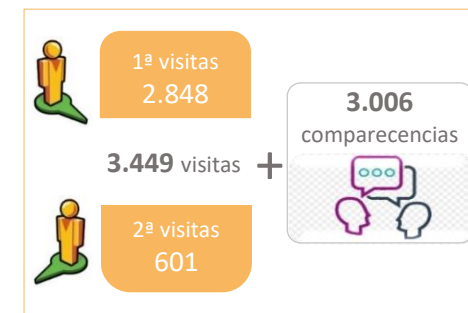 1ª visitas
2.848
3.449 visitas
+
2ª visitas
601
3.006
comparecencias